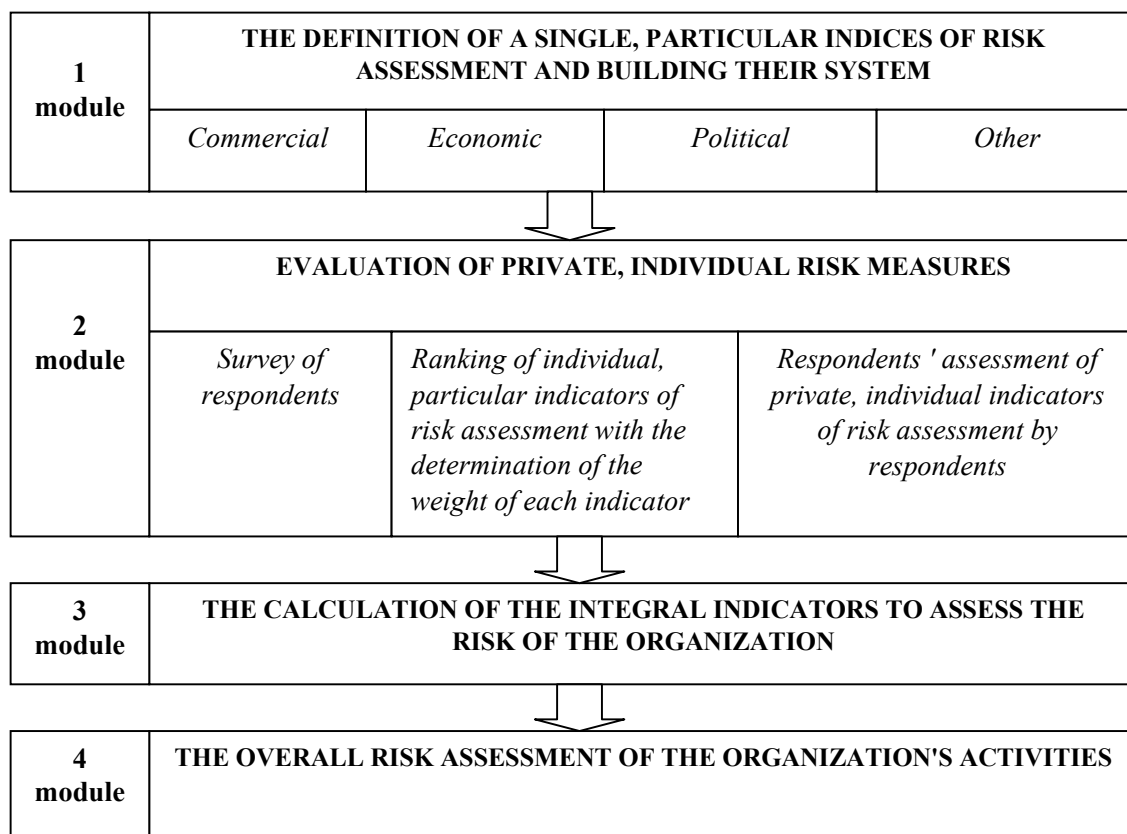 1
module
THE DEFINITION OF A SINGLE, PARTICULAR INDICES OF RISK
ASSESSMENT AND BUILDING THEIR SYSTEM
Commercial
Economic
Political
Other
2
module
EVALUATION OF PRIVATE, INDIVIDUAL RISK MEASURES
Survey of
respondents
Ranking of individual,
particular indicators of
risk assessment with the
determination of the
weight of each indicator
Respondents ' assessment of
private, individual indicators
of risk assessment by
respondents
3
module
THE CALCULATION OF THE INTEGRAL INDICATORS TO ASSESS THE
RISK OF THE ORGANIZATION
4
module
THE OVERALL RISK ASSESSMENT OF THE ORGANIZATION'S ACTIVITIES